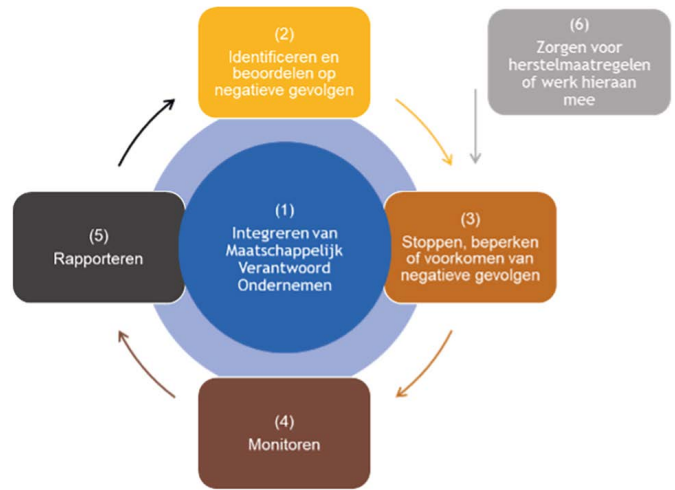 (1)
Integreren van
Maatschappelijk
Verantwoord
Ondernemen
(2)
Identificeren en
beoordelen op
negatieve gevolgen
(3)
Stoppen, beperken
of voorkomen van
negatieve gevolgen
(4)
Monitoren
(5)
Rapporteren
(6)
Zorgen voor
herstelmaatregelen
of werk hieraan
mee